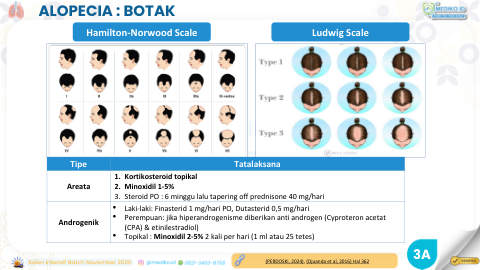 ALOPECIA : BOTAK
MEDIKO.ID
Hamilton-Norwood Scale
Ludwig Scale
I
II
III
Type 1
Type 2
Type 3
Tipe
Tatalaksana
Areata
1. Kortikosteroid topikal
2. Minoxidil 1-5%
3. Steroid PO : 6 minggu lalu tapering off prednisone 40 mg/hari
Androgenik
• Laki-laki: Finasterid 1 mg/hari PO, Dutasterid 0,5 mg/hari
• Perempuan: jika hiperandrogenisme diberikan anti androgen (Cyproteron acetat
(CPA) & etinilestradiol)
• Topikal : Minoxidil 2-5% 2 kali per hari (1 ml atau 25 tetes)
(PERDOSKI, 2024), (Djuanda et al, 2016) Hal 362
3A